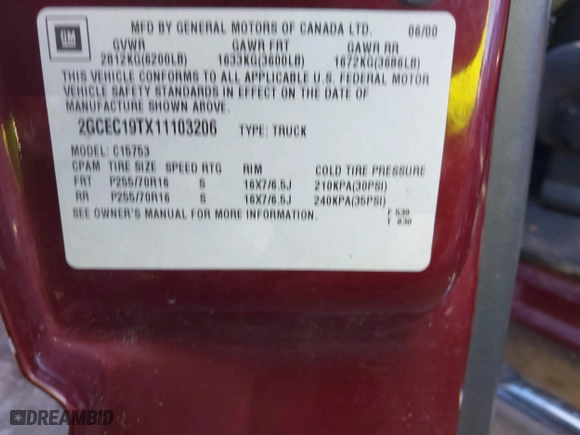 GM
MFD BY GENERAL MOTORS OF CANADA LTD. 06/00
GVWR GAWR FRT GAWR RR
2812KG(6200LB) 1633KG(3600LB) 1672KG(3686LB)
THIS VEHICLE CONFORMS TO ALL APPLICABLE U.S. FEDERAL MOTOR
VEHICLE SAFETY STANDARDS IN EFFECT ON THE DATE OF
MANUFACTURE SHOWN ABOVE.
2GCEC19TX11103206 TYPE: TRUCK
MODEL: C15753
CPAM TIRE SIZE SPEED RTG RIM COLD TIRE PRESSURE
FRT P255/70R16 S 16X7/6.5J 210KPA(30PSI)
RR P255/70R16 S 16X7/6.5J 240KPA(35PSI)
SEE OWNER'S MANUAL FOR MORE INFORMATION. F 530
T 030
DREAMBID